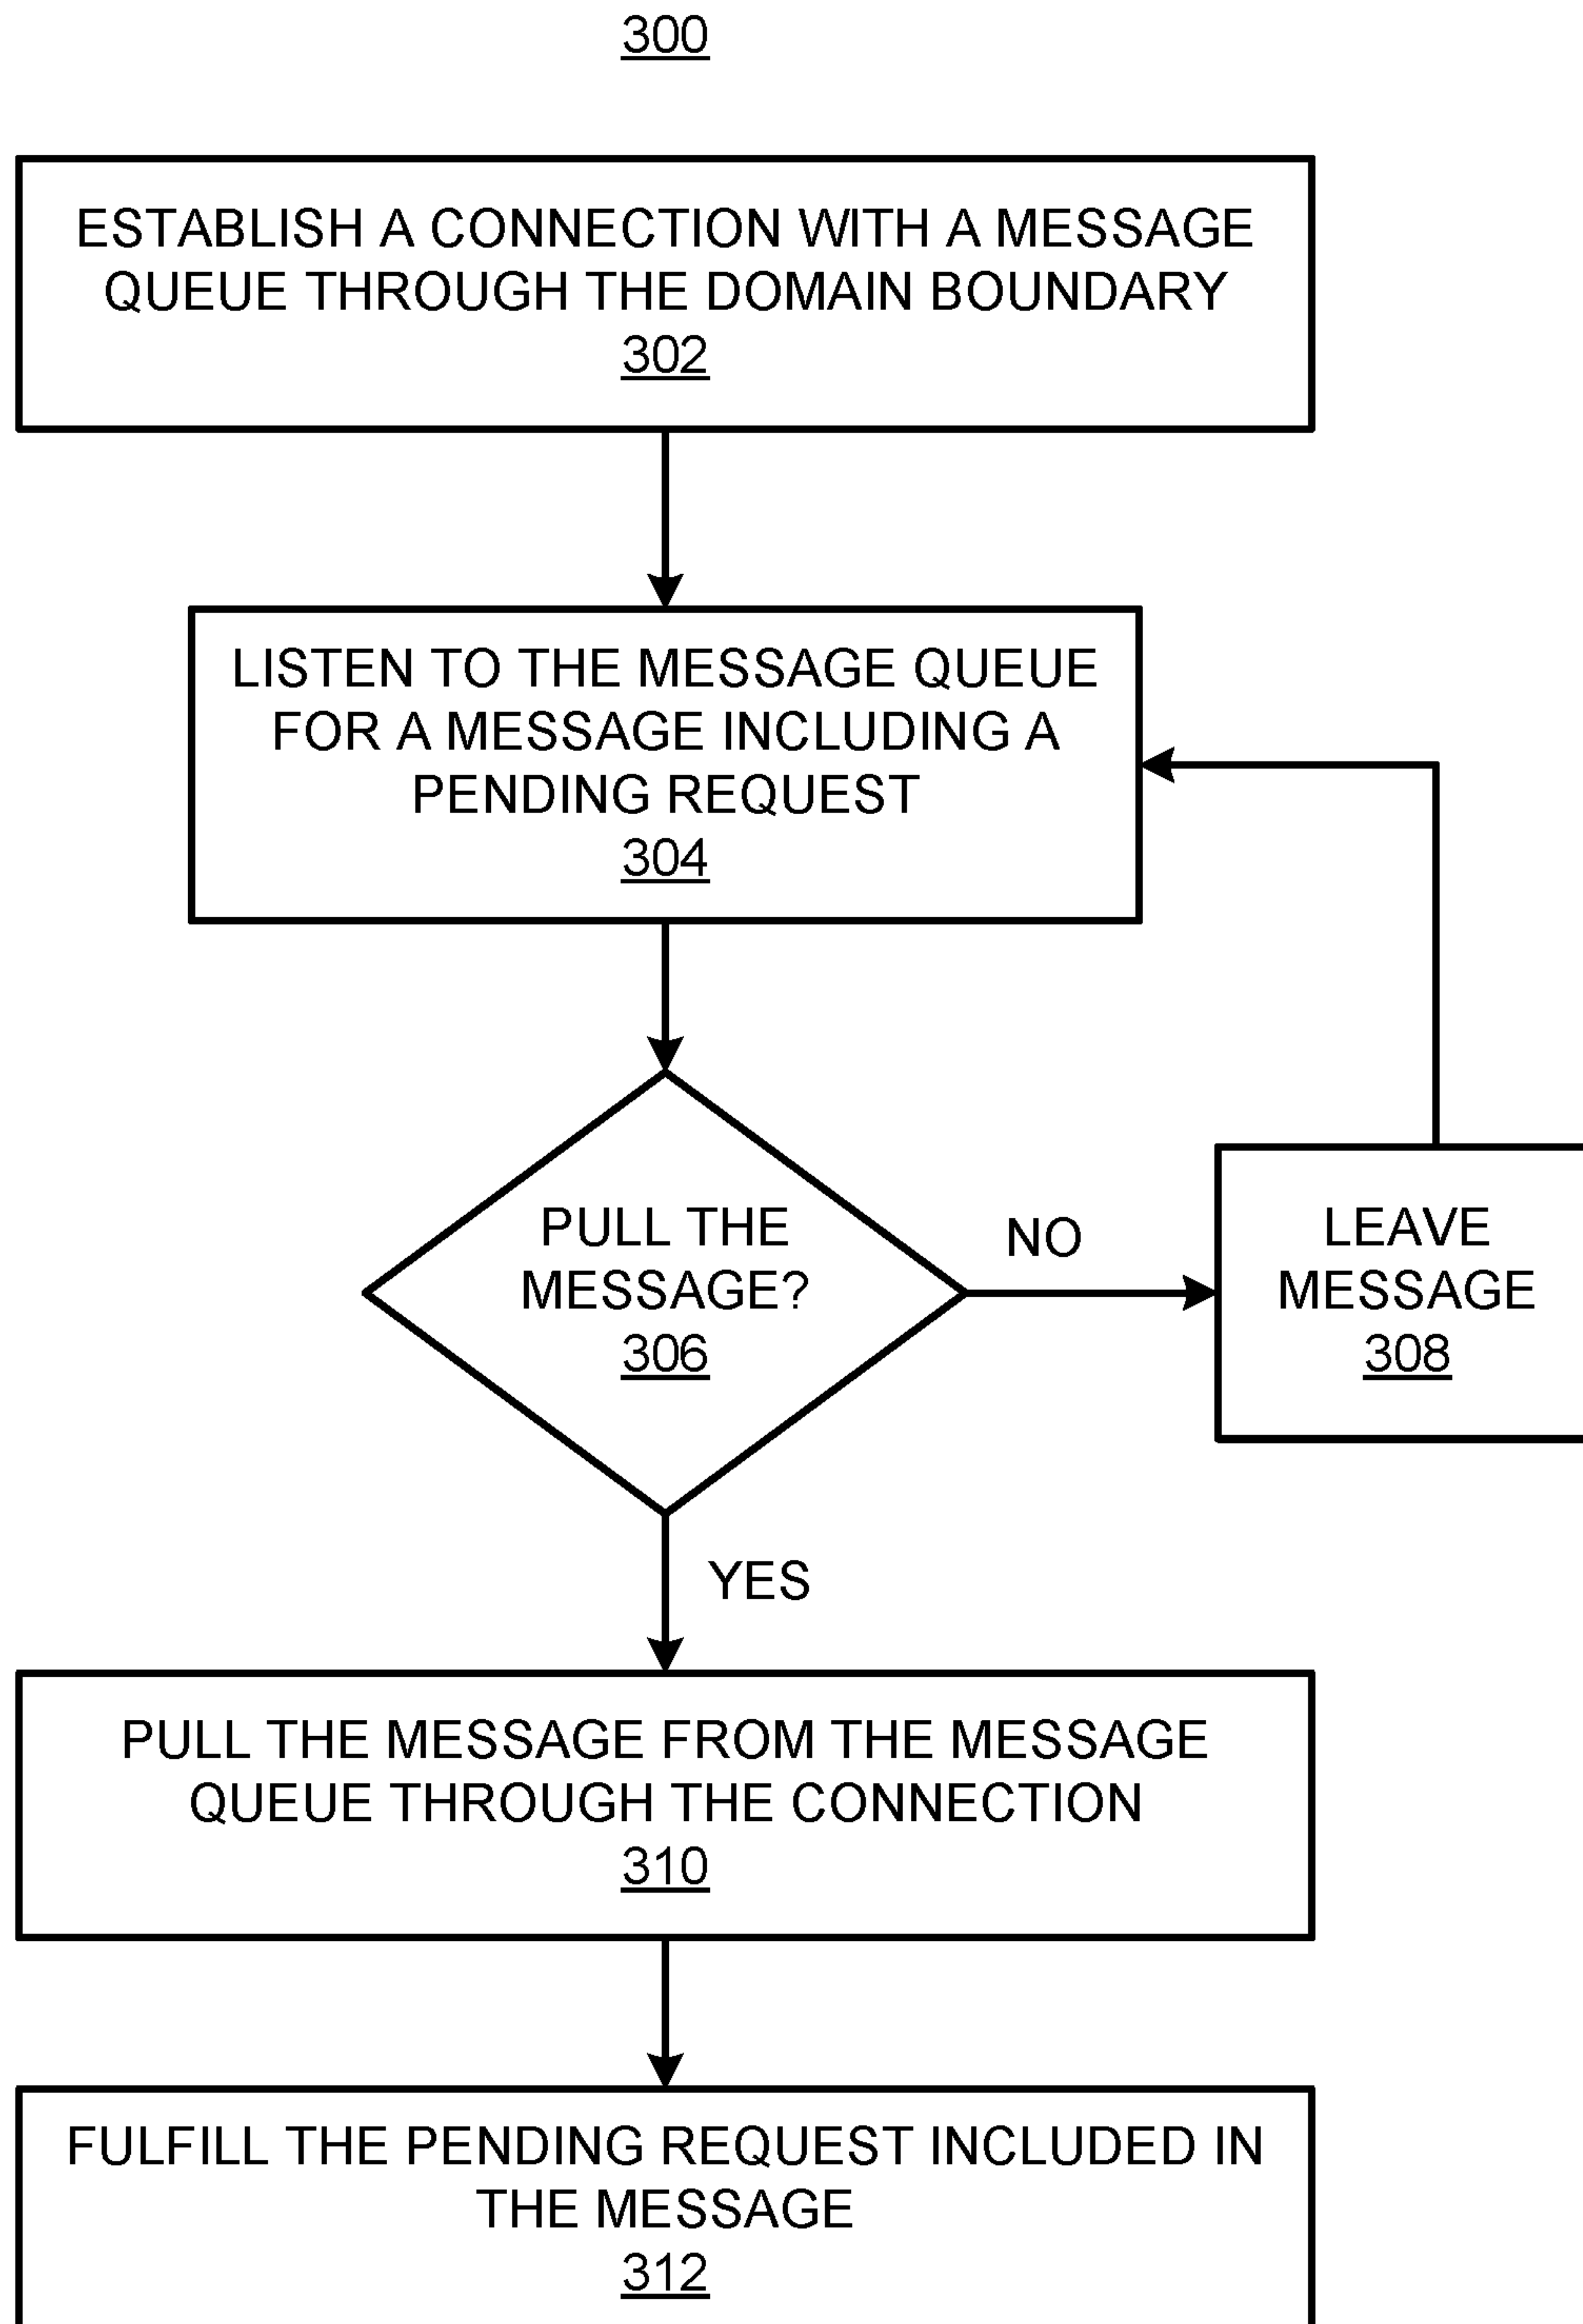 300
ESTABLISH A CONNECTION WITH A MESSAGE
QUEUE THROUGH THE DOMAIN BOUNDARY
302
LISTEN TO THE MESSAGE QUEUE
FOR A MESSAGE INCLUDING A
PENDING REQUEST
304
PULL THE
MESSAGE?
306
NO
LEAVE
MESSAGE
308
YES
PULL THE MESSAGE FROM THE MESSAGE
QUEUE THROUGH THE CONNECTION
310
FULFILL THE PENDING REQUEST INCLUDED IN
THE MESSAGE
312